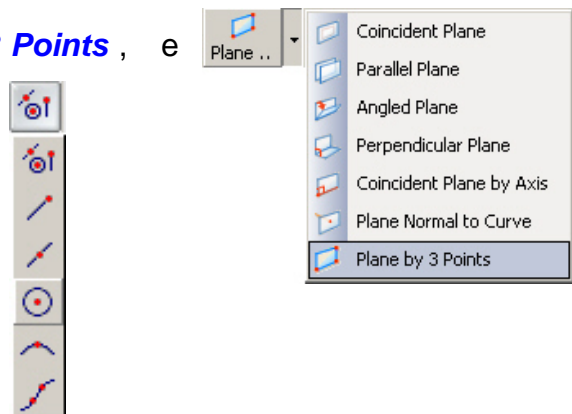 Points , e
Plane ..
Coincident Plane
Parallel Plane
Angled Plane
Perpendicular Plane
Coincident Plane by Axis
Plane Normal to Curve
Plane by 3 Points